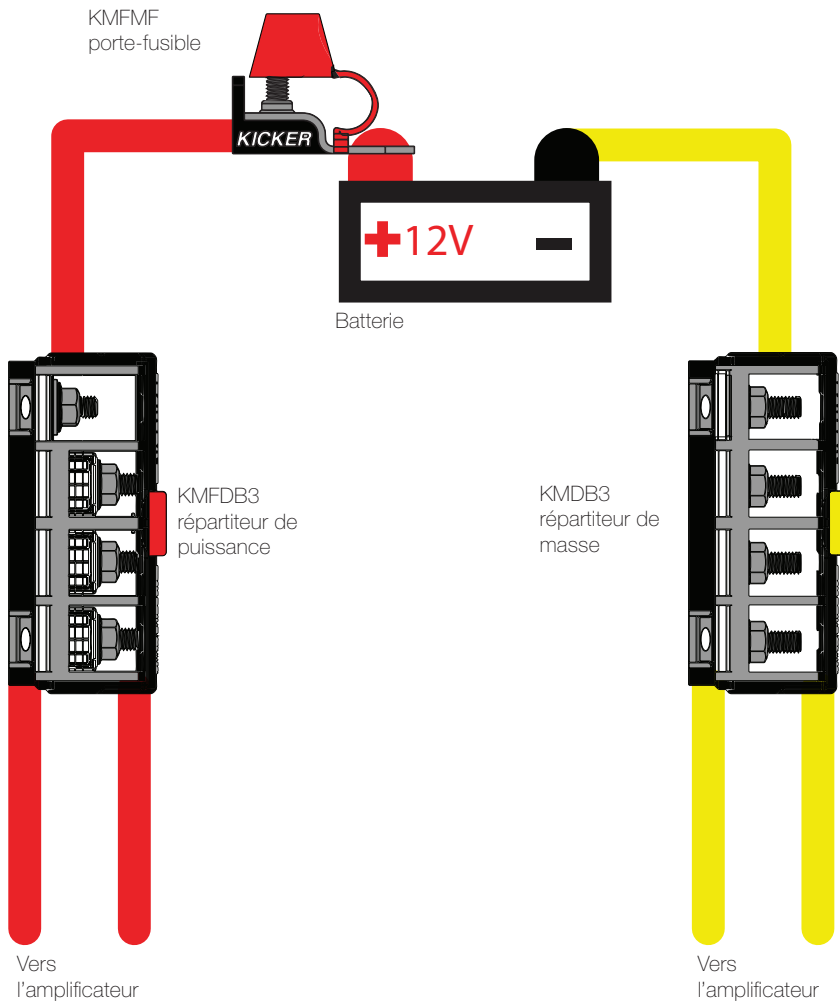 KMFMF
porte-fusible
KICKER
+12V -
Batterie
KMFDB3
répartiteur de
puissance
KMDB3
répartiteur de
masse
Vers
l’amplificateur
Vers
l’amplificateur